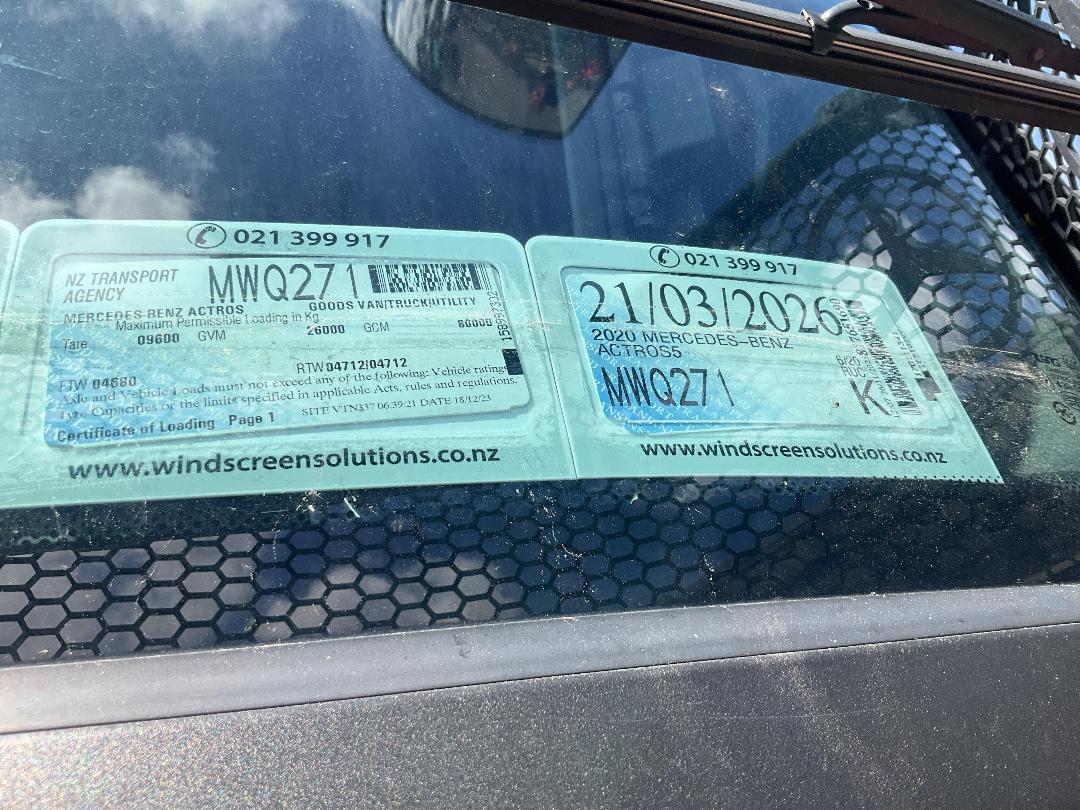 021 399 917
NZ TRANSPORT
AGENCY
MWQ271
MERCEDES-BENZ ACTROS
GOODS VAN/TRUCK/UTILITY
Maximum Permissible Loading in Kg
Tare 09600 GVM 26000 GCM
RTW 04712/04712
FTW 04680
Axle and Vehicle Loads must not exceed any of the following: Vehicle rating
Tyre Capacities or the limits specified in applicable Acts, rules and regulations.
SITE VTN337 06:39:21 DATE 18/12/23
Certificate of Loading Page 1
www.windscreensolutions.co.nz
021 399 917
21/03/2026
2020 MERCEDES-BENZ
ACTROS5
6/20
RUC
MWQ271
K
www.windscreensolutions.co.nz